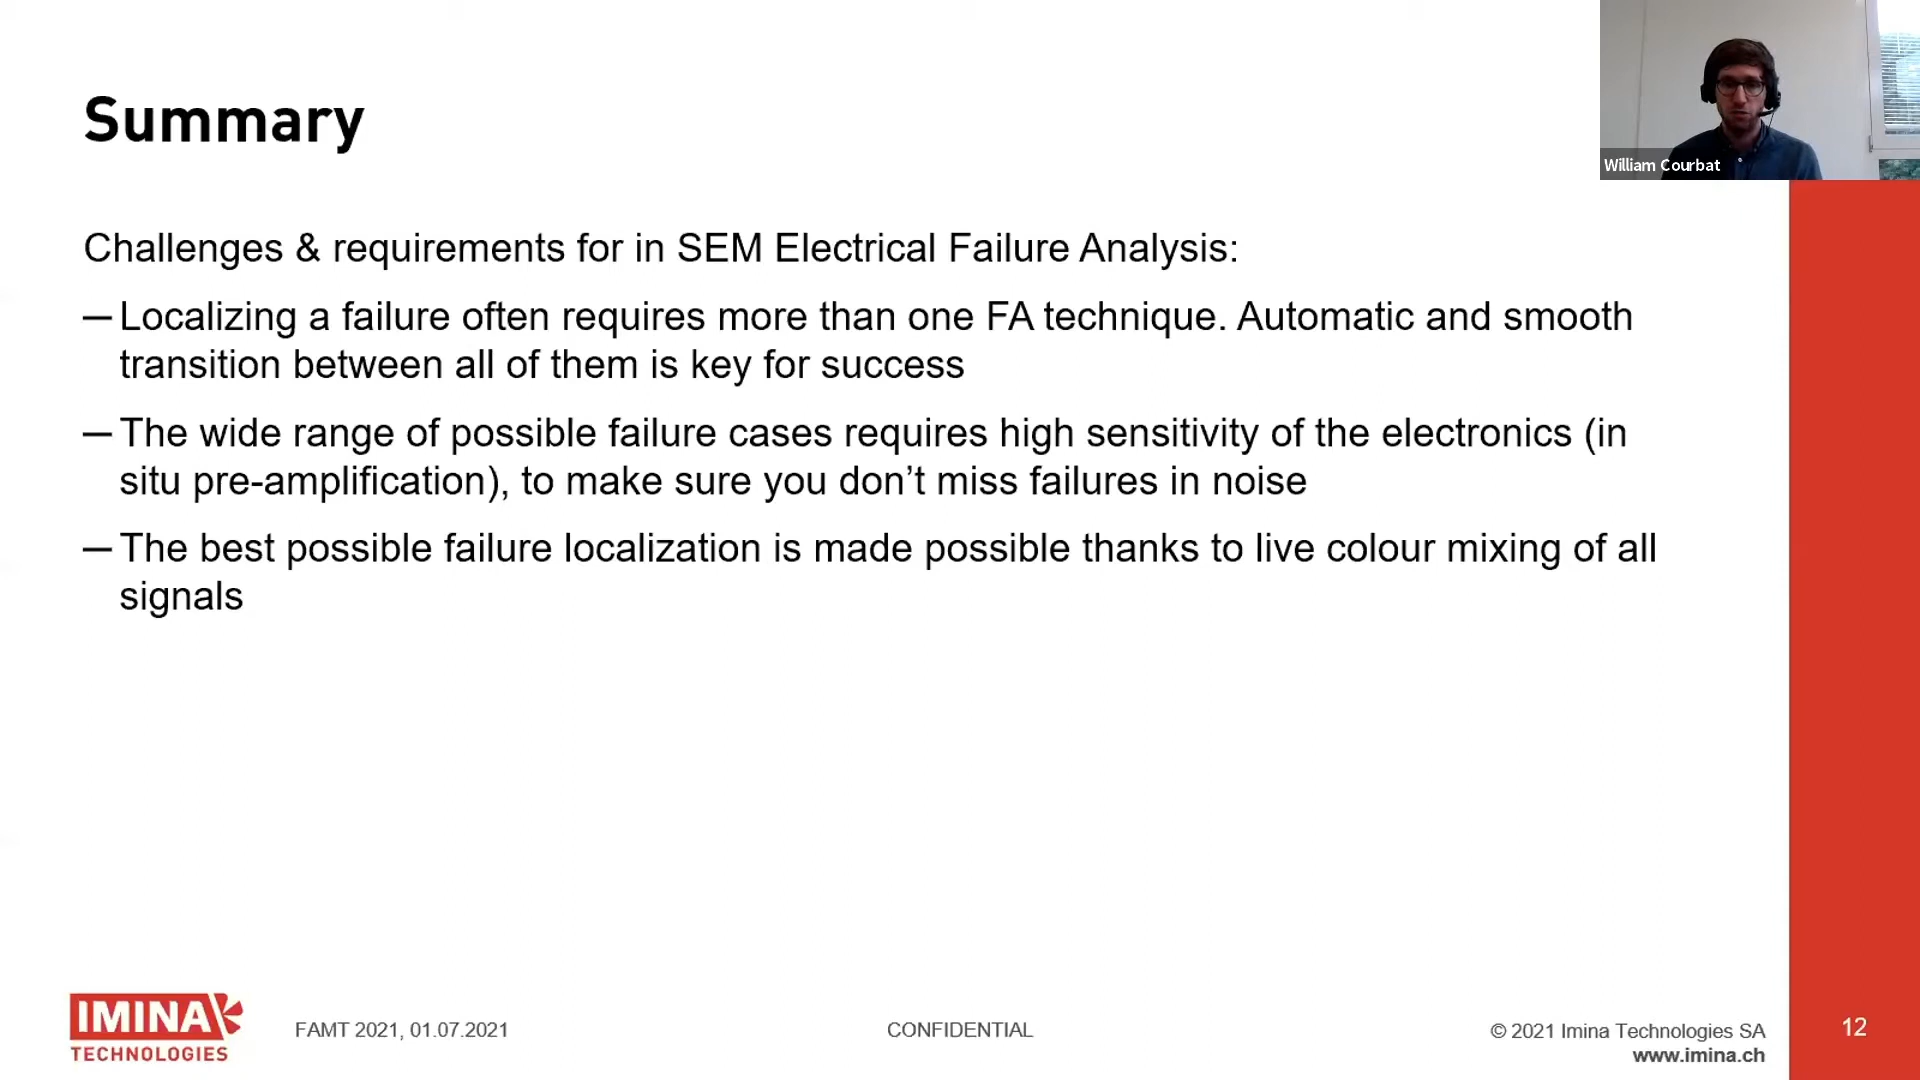 William Courbat
Summary
Challenges & requirements for in SEM Electrical Failure Analysis:
— Localizing a failure often requires more than one FA technique. Automatic and smooth
transition between all of them is key for success
— The wide range of possible failure cases requires high sensitivity of the electronics (in
situ pre-amplification), to make sure you don’t miss failures in noise
— The best possible failure localization is made possible thanks to live colour mixing of all
signals
IMINA
TECHNOLOGIES
FAMT 2021, 01.07.2021
CONFIDENTIAL
© 2021 Imina Technologies SA
www.imina.ch
12